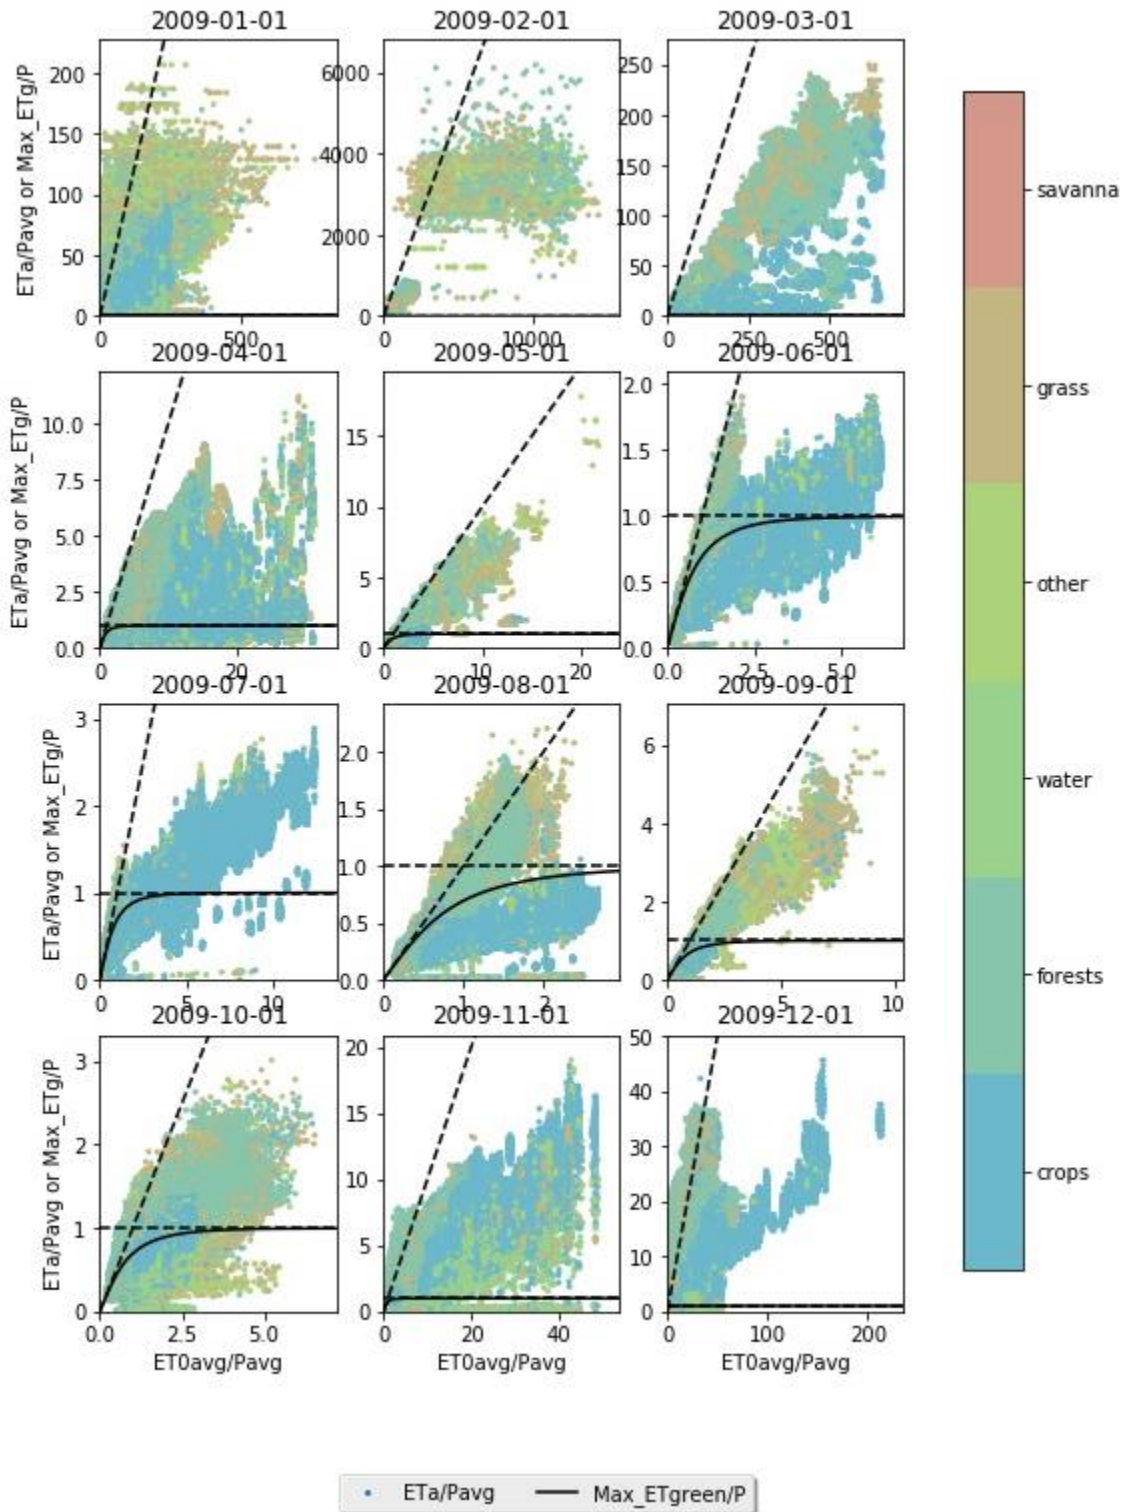 2009-01-01 2009-02-01 2009-03-01
ETa/Pavg or Max_ETg/P
200
150
100
50
0
0 500
6000
4000
2000
0
0 10000
250
200
150
100
50
0
0 250 500
2009-04-01 2009-05-01 2009-06-01
ETa/Pavg or Max_ETg/P
10.0
7.5
5.0
2.5
0.0
0 20
15
10
5
0
0 10 20
2.0
1.5
1.0
0.5
0.0
0.0 2.5 5.0
2009-07-01 2009-08-01 2009-09-01
ETa/Pavg or Max_ETg/P
3
2
1
0
0 5 10
2.0
1.5
1.0
0.5
0.0
0 1 2
6
4
2
0
0 5 10
2009-10-01 2009-11-01 2009-12-01
ETa/Pavg or Max_ETg/P
3
2
1
0
0.0 2.5 5.0
20
15
10
5
0
0 20 40
50
40
30
20
10
0
0 100 200
ET0avg/Pavg ET0avg/Pavg ET0avg/Pavg
savanna
grass
other
water
forests
crops
ETa/Pavg Max_ETgreen/P